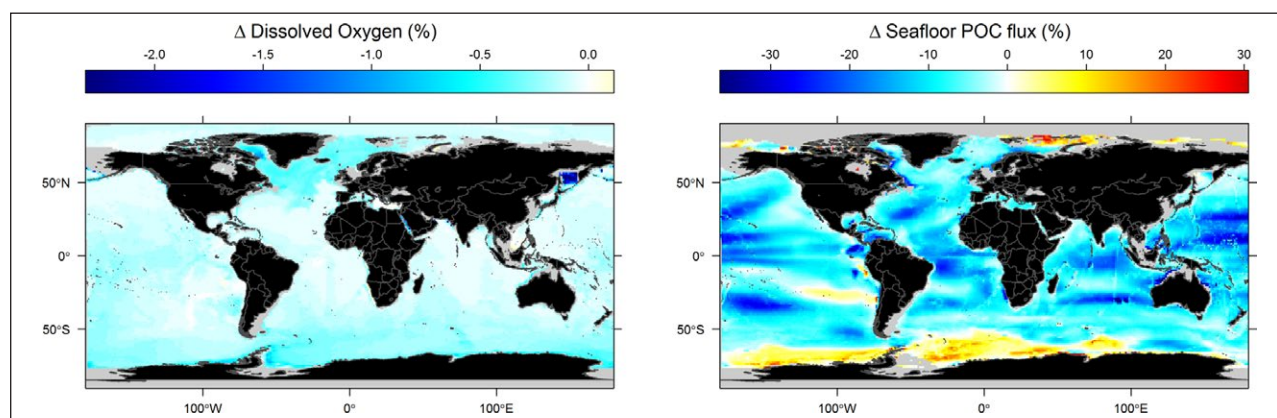 Δ Dissolved Oxygen (%)
-2.0 -1.5 -1.0 -0.5 0.0
50°N
0°
50°S
100°W 0° 100°E
Δ Seafloor POC flux (%)
-30 -20 -10 0 10 20 30
50°N
0°
50°S
100°W 0° 100°E